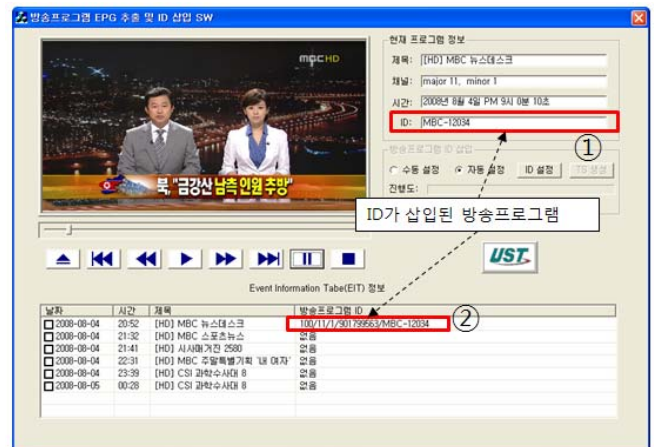 방송프로그램 EPG 추출 및 ID 삽입 SW
mbc HD
북, "금강산 남측 인원 추방"
현재 프로그램 정보
제목: [HD] MBC 뉴스데스크
채널: major 11, minor 1
시간: 2008년 8월 4일 PM 9시 0분 10초
ID: MBC-12034
①
방송프로그램 ID 삽입
수동 설정 자동 설정 ID 설정 TS 생성
진행도:
ID가 삽입된 방송프로그램
UST
Event Information Tabe(EIT) 정보
날짜 시간 제목 방송프로그램 ID
2008-08-04 20:52 [HD] MBC 뉴스데스크 100/11/1/901799563/MBC-12034
②
2008-08-04 21:32 [HD] MBC 스포츠뉴스 없음
2008-08-04 21:41 [HD] 시사매거진 2580 없음
2008-08-04 22:31 [HD] MBC 주말특별기획 '내 여자' 없음
2008-08-04 23:39 [HD] CSI 과학수사대 8 없음
2008-08-05 00:28 [HD] CSI 과학수사대 8 없음